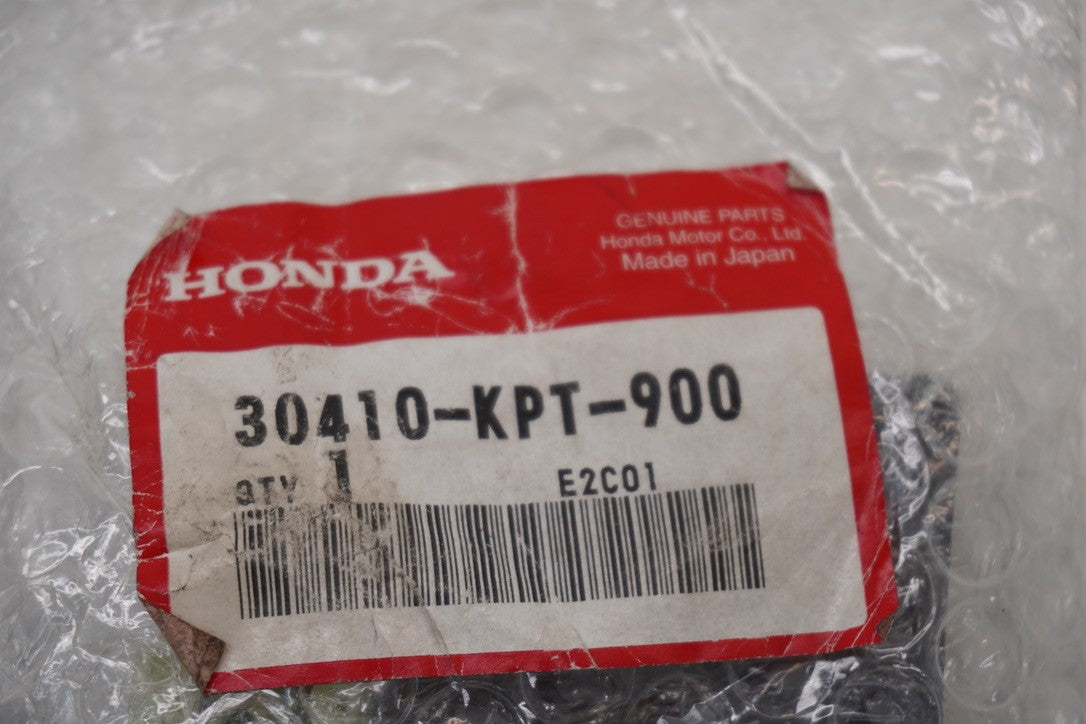 HONDA
GENUINE PARTS
Honda Motor Co., Ltd.
Made in Japan
30410-KPT-900
QTY 1
E2C01